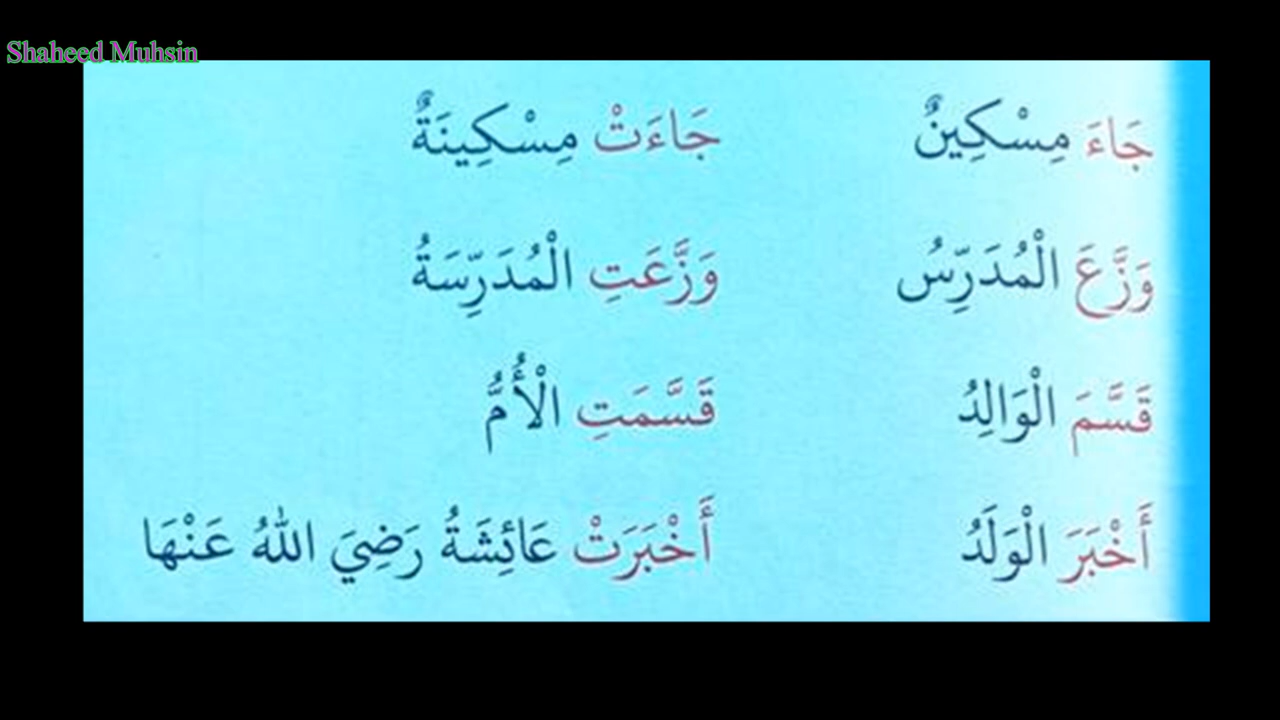 Shaheed Muhsin
جَاءَ مِسْكِينٌ جَاءَتْ مِسْكِينَةٌ
وَزَّعَ الْمُدَرِّسُ وَزَّعَتِ الْمُدَرِّسَةُ
قَسَّمَ الْوَالِدُ قَسَّمَتِ الْأُمُّ
أَخْبَرَ الْوَلَدُ أَخْبَرَتْ عَائِشَةُ رَضِيَ اللهُ عَنْهَا